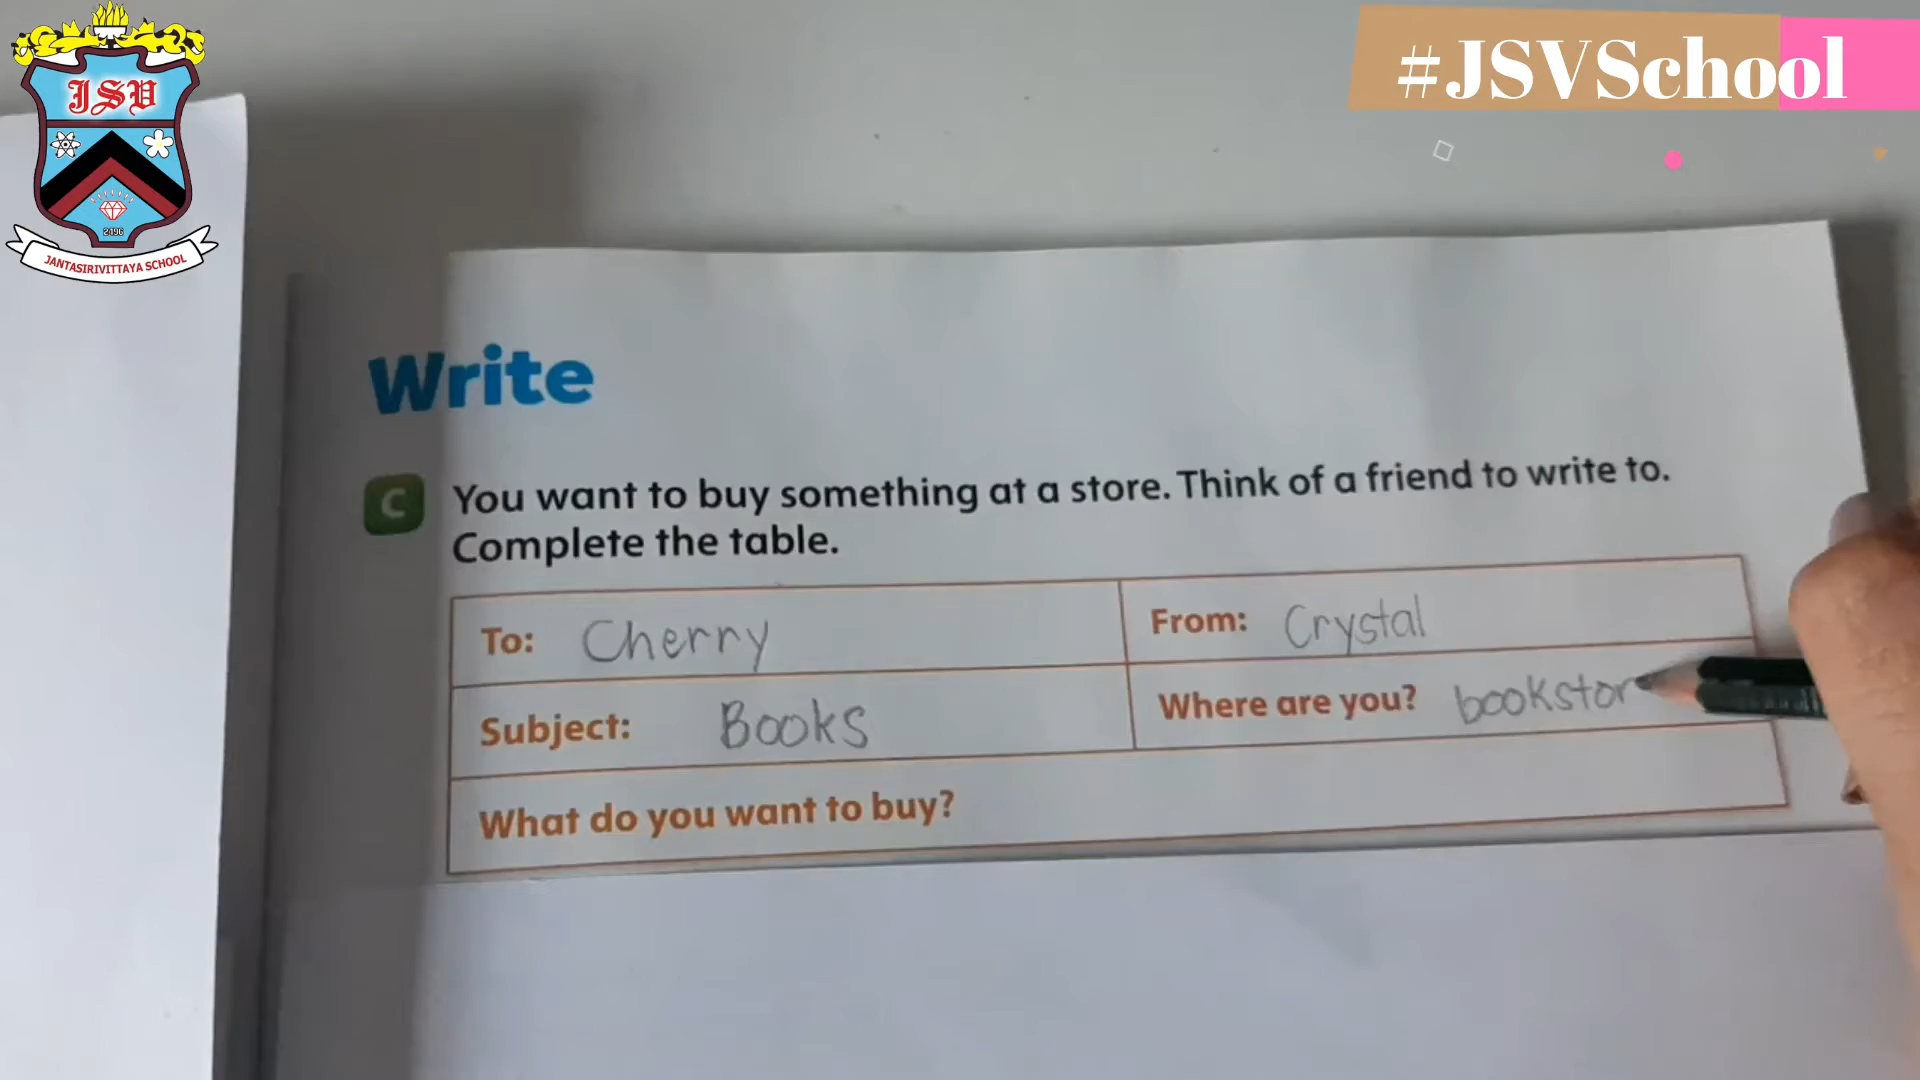 JSV
2496
JANTASIRIVITTAYA SCHOOL
#JSVSchool
Write
C You want to buy something at a store. Think of a friend to write to.
Complete the table.
To: Cherry From: Crystal
Subject: Books Where are you? bookstor
What do you want to buy?